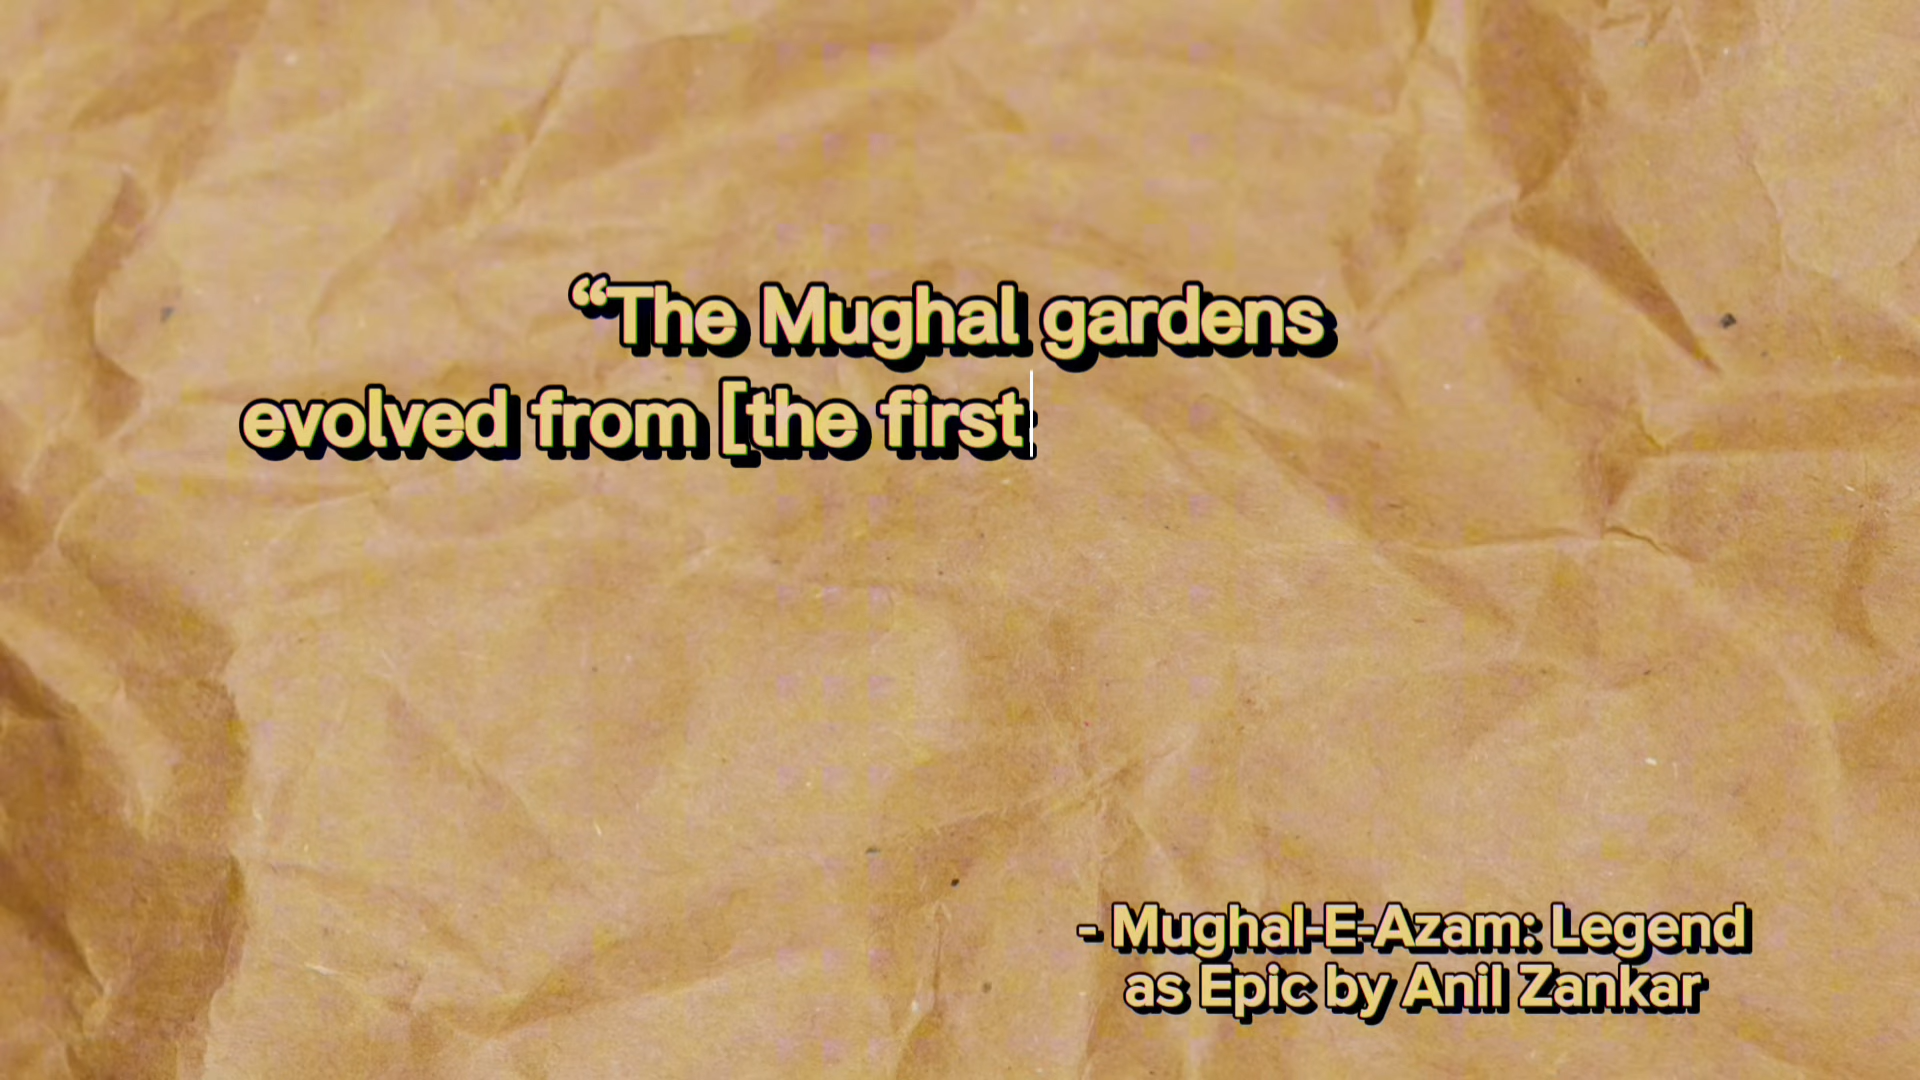 “The Mughal gardens
evolved from [the first
- Mughal-E-Azam: Legend
as Epic by Anil Zankar